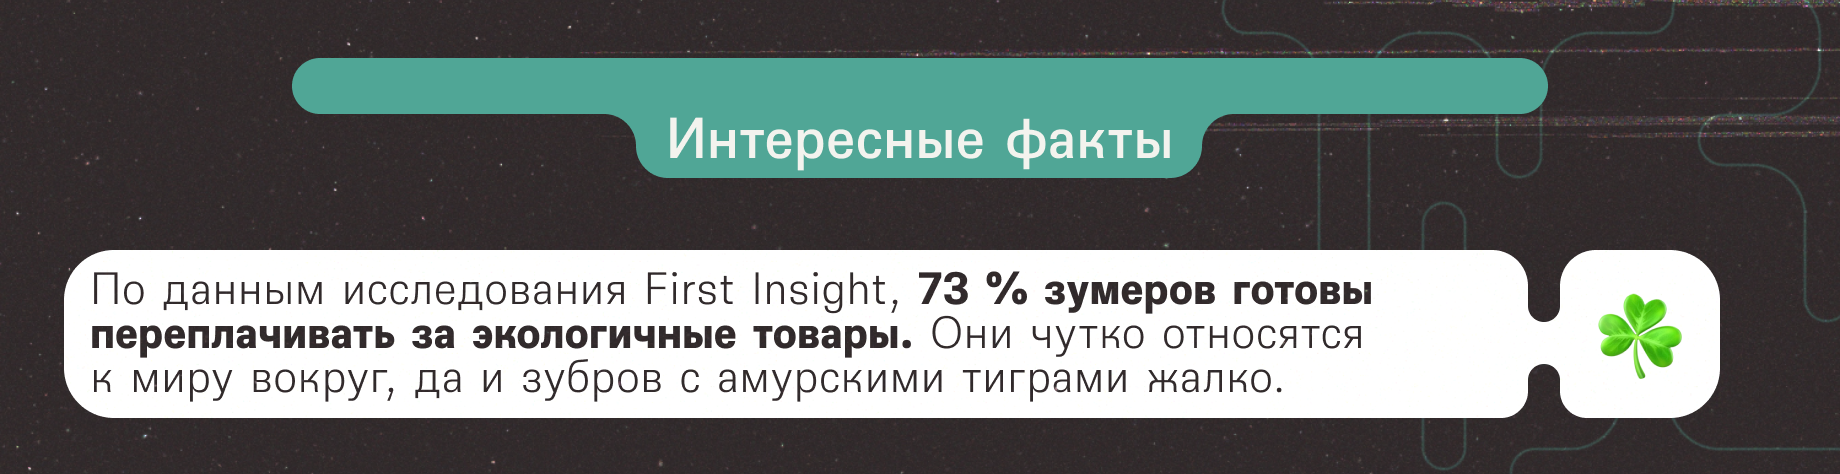 Интересные факты
По данным исследования First Insight, 73 % зумеров готовы
переплачивать за экологичные товары. Они чутко относятся
к миру вокруг, да и зубров с амурскими тиграми жалко.